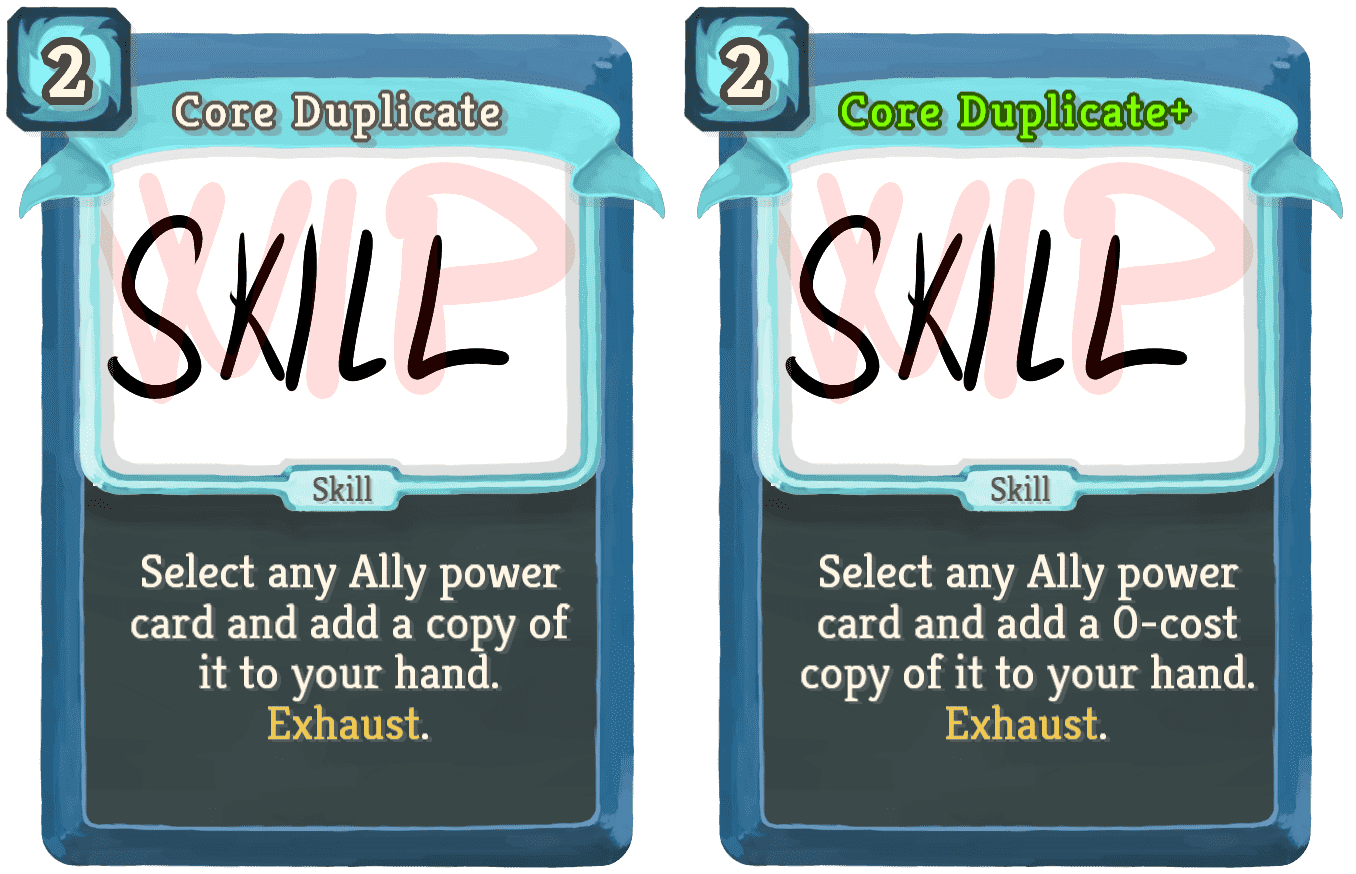 2
Core Duplicate
WIP
SKILL
Skill
Select any Ally power
card and add a copy of
it to your hand.
Exhaust.
2
Core Duplicate+
WIP
SKILL
Skill
Select any Ally power
card and add a 0-cost
copy of it to your hand.
Exhaust.